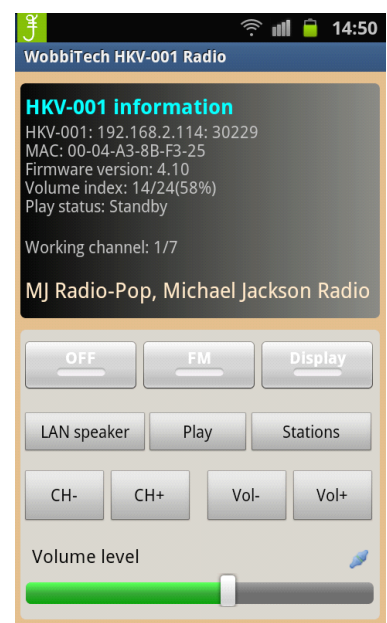 14:50
WobbiTech HKV-001 Radio
HKV-001 information
HKV-001: 192.168.2.114: 30229
MAC: 00-04-A3-8B-F3-25
Firmware version: 4.10
Volume index: 14/24(58%)
Play status: Standby
Working channel: 1/7
MJ Radio-Pop, Michael Jackson Radio
OFF FM Display
LAN speaker Play Stations
CH- CH+ Vol- Vol+
Volume level